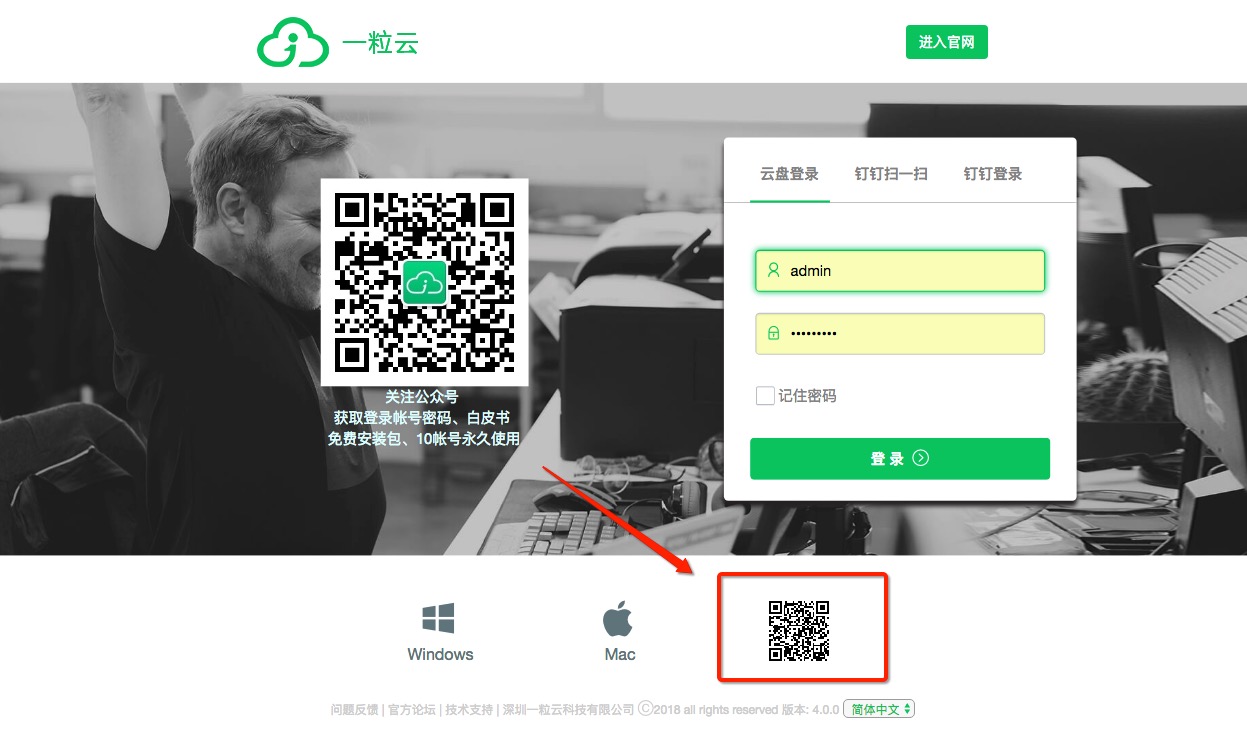 一粒云
进入官网
云盘登录 钉钉扫一扫 钉钉登录
admin
•••••••••
记住密码
登 录
关注公众号
获取登录帐号密码、白皮书
免费安装包、10帐号永久使用
Windows Mac
问题反馈 | 官方论坛 | 技术支持 | 深圳一粒云科技有限公司 ©2018 all rights reserved 版本: 4.0.0 简体中文